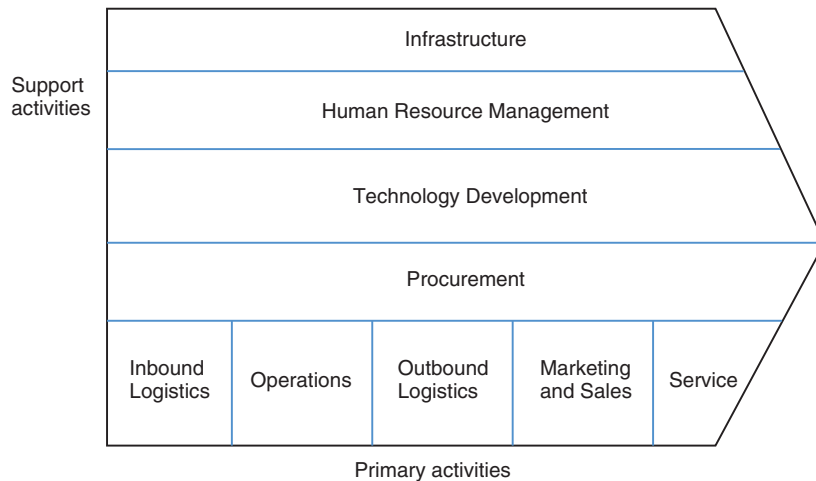 Infrastructure
Support
activities
Human Resource Management
Technology Development
Procurement
Inbound
Logistics
Operations
Outbound
Logistics
Marketing
and Sales
Service
Primary activities